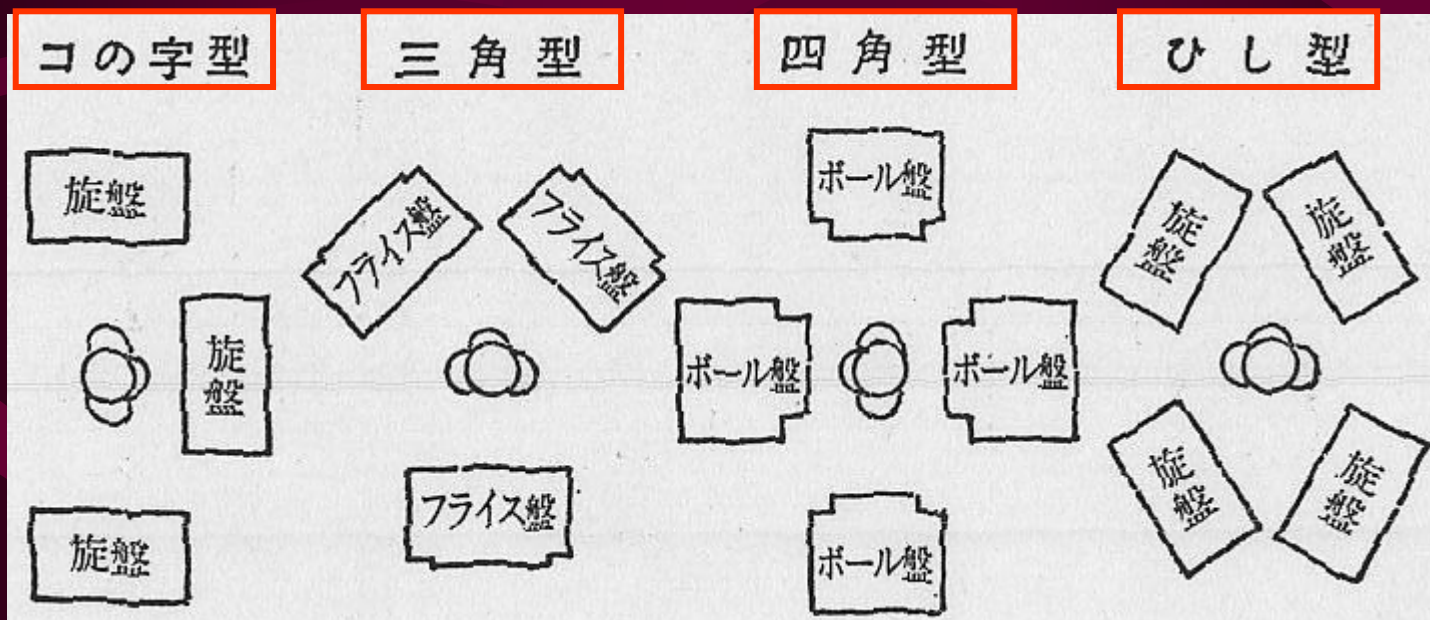 コの字型
三角型
四角型
ひし型
旋盤
旋盤
旋盤
フライス盤
フライス盤
フライス盤
ボール盤
ボール盤
ボール盤
ボール盤
旋盤
旋盤
旋盤
旋盤